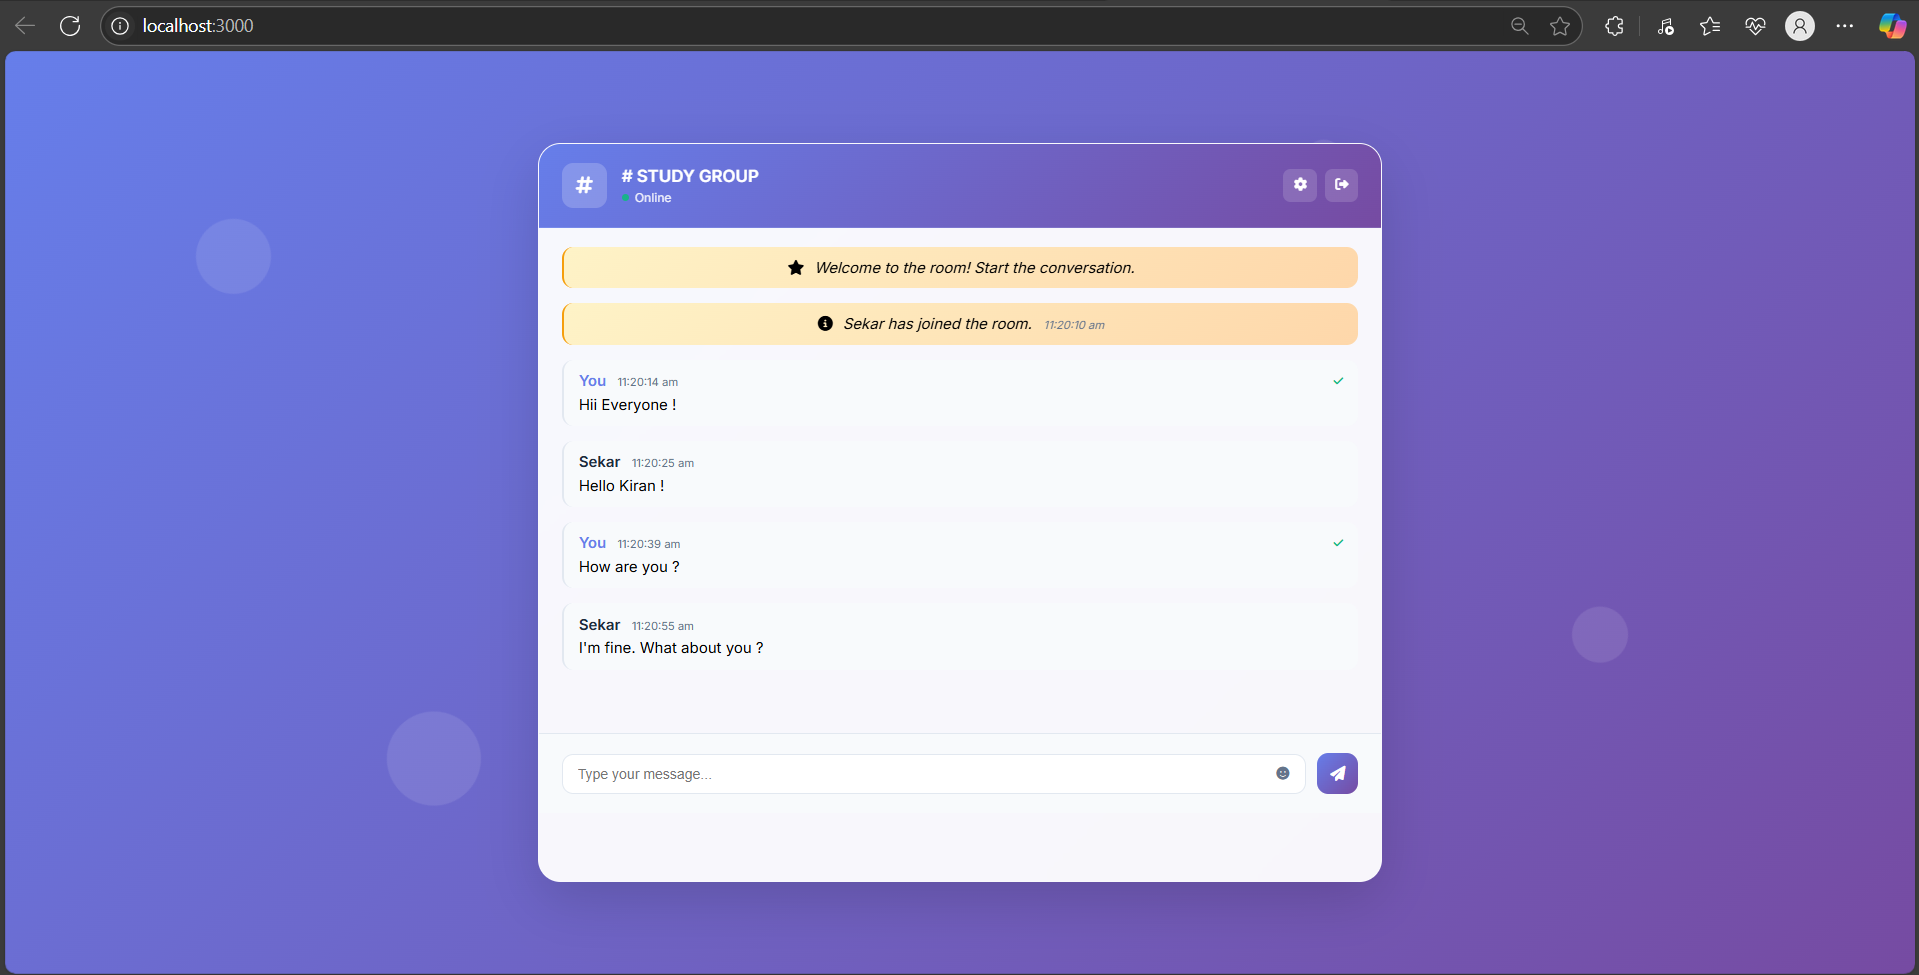 localhost:3000
#
# STUDY GROUP
Online
Welcome to the room! Start the conversation.
Sekar has joined the room. 11:20:10 am
You 11:20:14 am
Hii Everyone !
Sekar 11:20:25 am
Hello Kiran !
You 11:20:39 am
How are you ?
Sekar 11:20:55 am
I'm fine. What about you ?
Type your message...